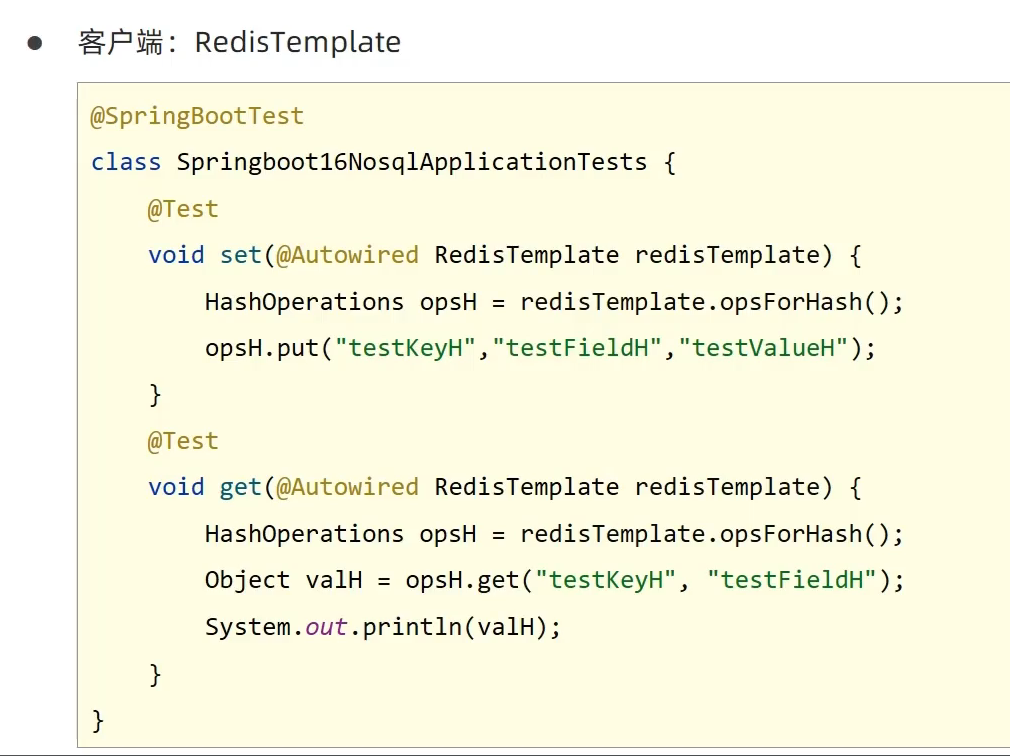 ● 客户端：RedisTemplate
@SpringBootTest
class Springboot16NosqlApplicationTests {
    @Test
    void set(@Autowired RedisTemplate redisTemplate) {
        HashOperations opsH = redisTemplate.opsForHash();
        opsH.put("testKeyH","testFieldH","testValueH");
    }
    @Test
    void get(@Autowired RedisTemplate redisTemplate) {
        HashOperations opsH = redisTemplate.opsForHash();
        Object valH = opsH.get("testKeyH", "testFieldH");
        System.out.println(valH);
    }
}